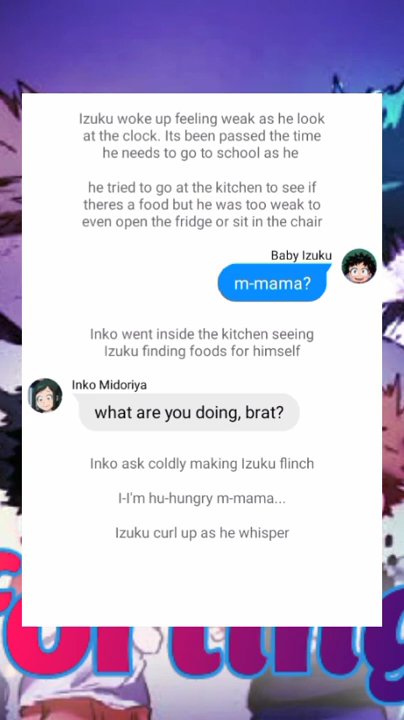 Izuku woke up feeling weak as he look
at the clock. Its been passed the time
he needs to go to school as he
he tried to go at the kitchen to see if
theres a food but he was too weak to
even open the fridge or sit in the chair
Baby Izuku
m-mama?
Inko went inside the kitchen seeing
Izuku finding foods for himself
Inko Midoriya
what are you doing, brat?
Inko ask coldly making Izuku flinch
I-I'm hu-hungry m-mama...
Izuku curl up as he whisper